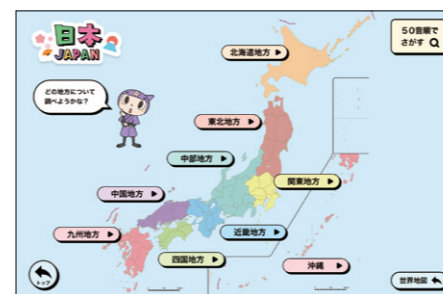 日本
JAPAN
50音順で
さがす
北海道地方
どの地方について
調べようかな？
東北地方
中部地方
関東地方
中国地方
九州地方
近畿地方
四国地方
沖縄
トップ
世界地図